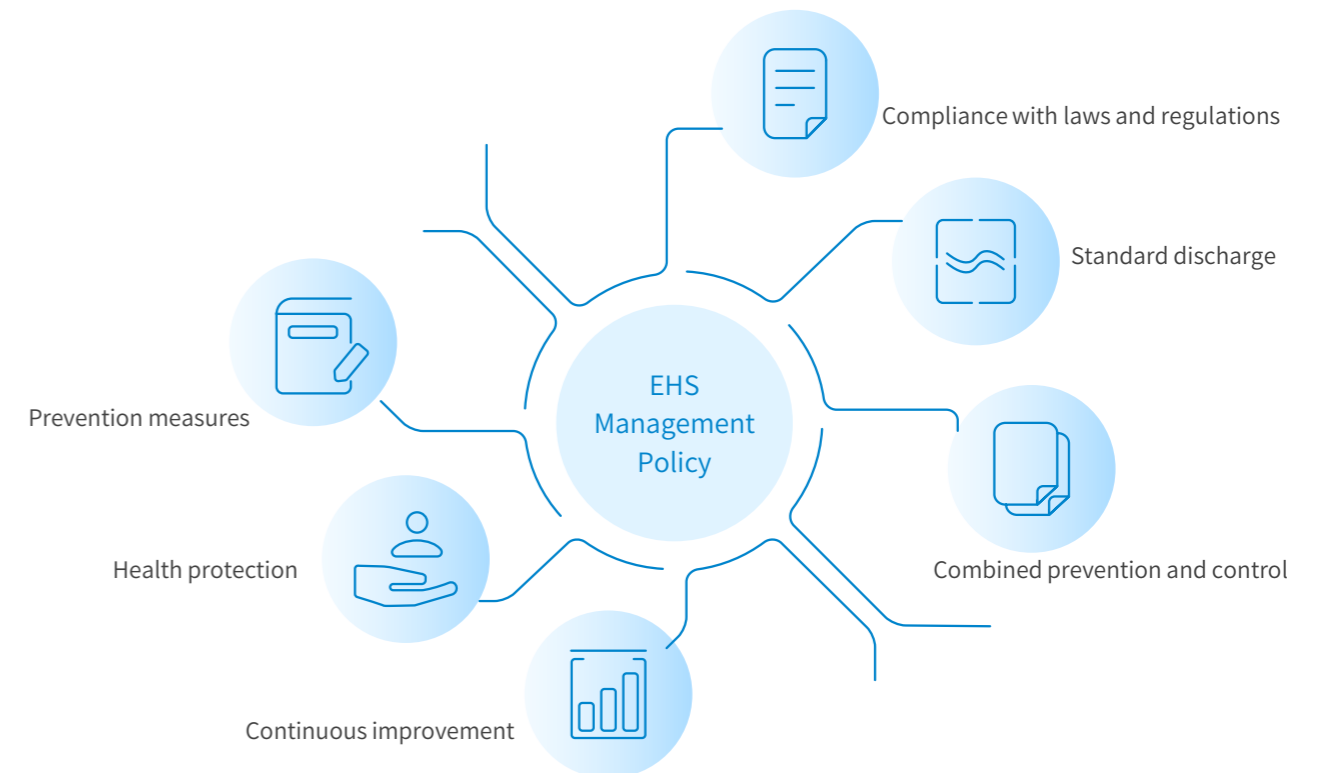 Compliance with laws and regulations
Standard discharge
EHS
Management
Policy
Prevention measures
Health protection
Combined prevention and control
Continuous improvement